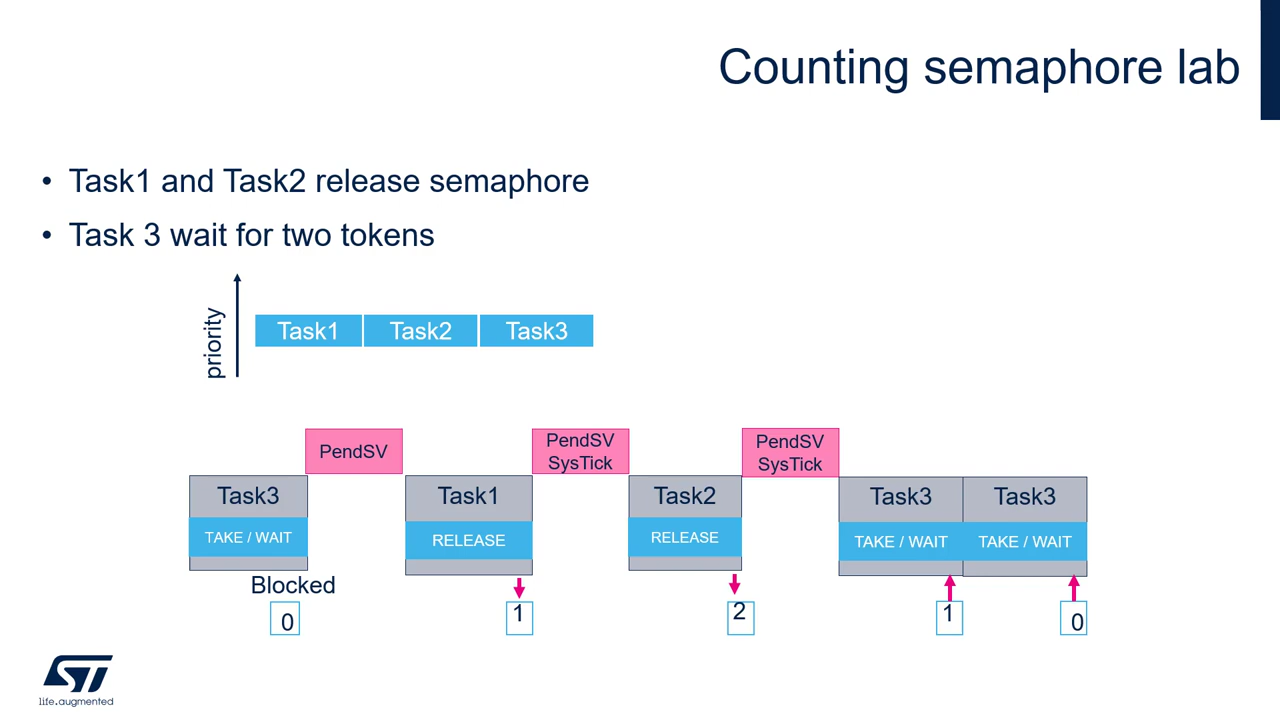 Counting semaphore lab
• Task1 and Task2 release semaphore
• Task 3 wait for two tokens
priority
Task1 Task2 Task3
PendSV
PendSV
SysTick
PendSV
SysTick
Task3
TAKE / WAIT
Task1
RELEASE
Task2
RELEASE
Task3
TAKE / WAIT
Task3
TAKE / WAIT
Blocked
0
1
2
1
0
ST
life.augmented